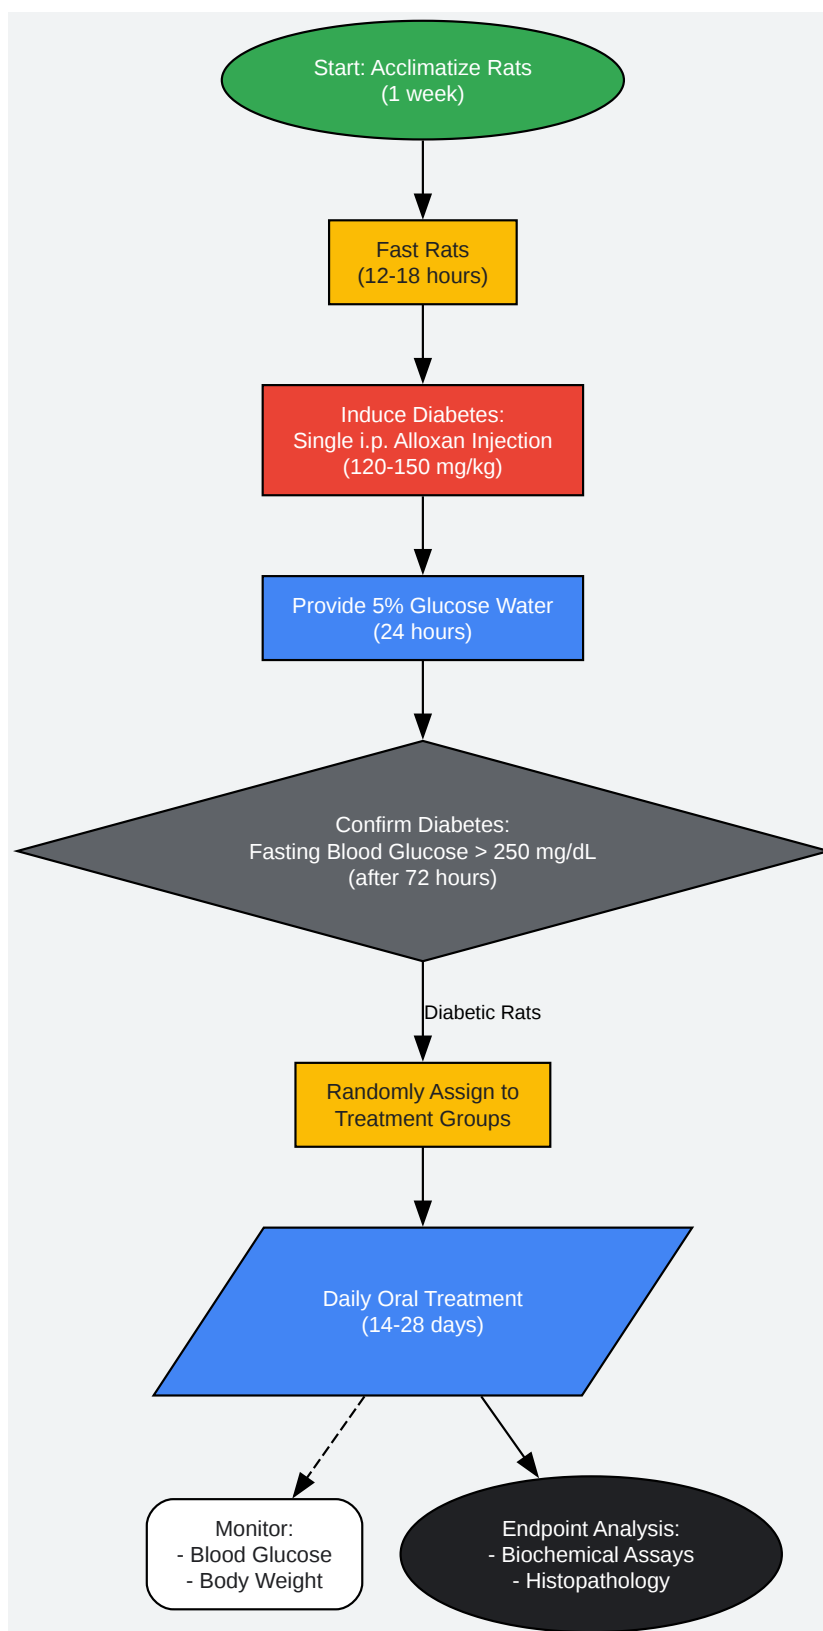 Start: Acclimatize Rats
(1 week)
Fast Rats
(12-18 hours)
Induce Diabetes:
Single i.p. Alloxan Injection
(120-150 mg/kg)
Provide 5% Glucose Water
(24 hours)
Confirm Diabetes:
Fasting Blood Glucose > 250 mg/dL
(after 72 hours)
Diabetic Rats
Randomly Assign to
Treatment Groups
Daily Oral Treatment
(14-28 days)
Monitor:
- Blood Glucose
- Body Weight
Endpoint Analysis:
- Biochemical Assays
- Histopathology